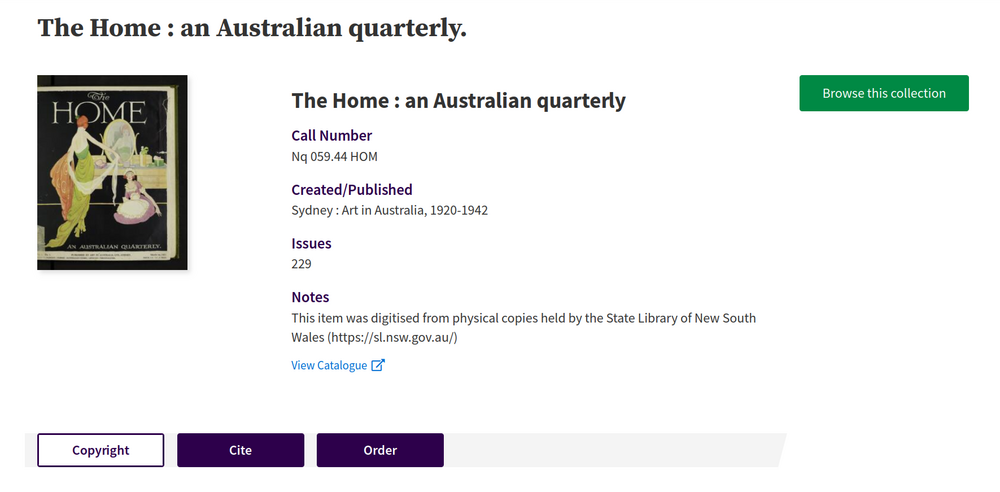 The Home : an Australian quarterly.
The
HOME
AN AUSTRALIAN QUARTERLY.
The Home : an Australian quarterly
Browse this collection
Call Number
Nq 059.44 HOM
Created/Published
Sydney : Art in Australia, 1920-1942
Issues
229
Notes
This item was digitised from physical copies held by the State Library of New South
Wales (https://sl.nsw.gov.au/)
View Catalogue
Copyright
Cite
Order